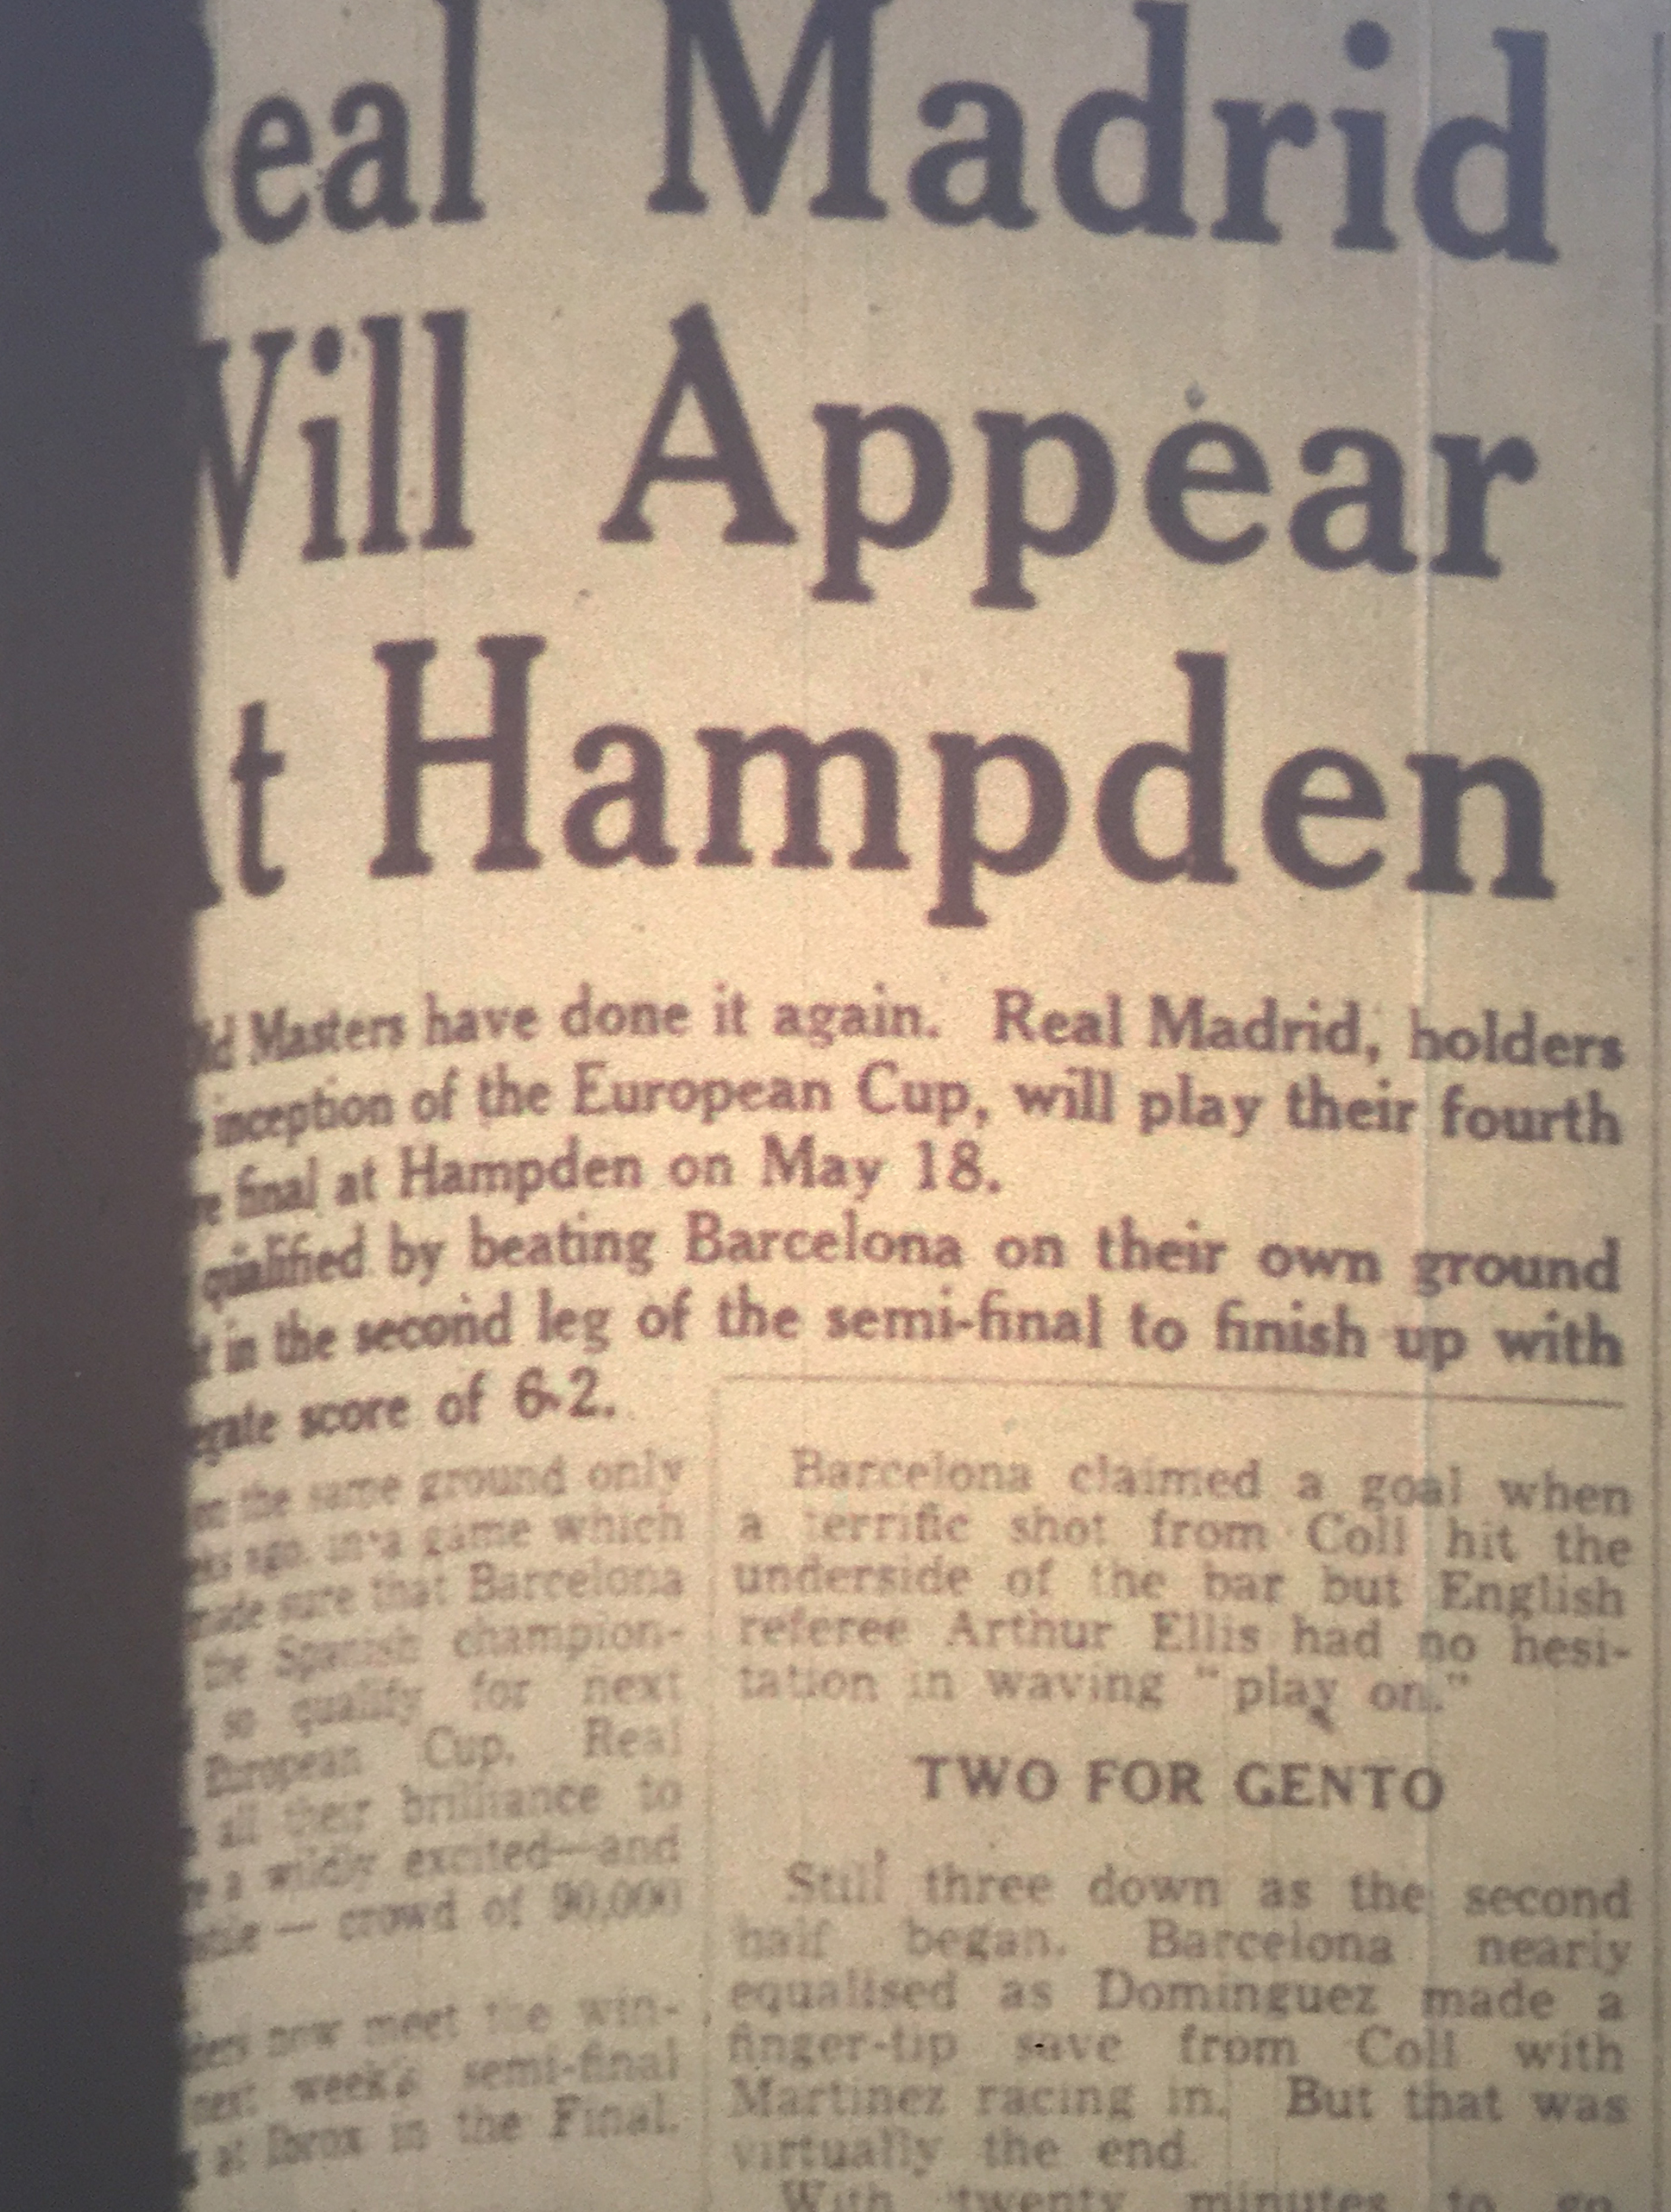 Real Madrid
Will Appear
At Hampden
Old Masters have done it again. Real Madrid, holders
inception of the European Cup, will play their fourth
final at Hampden on May 18.
qualified by beating Barcelona on their own ground
in the second leg of the semi-final to finish up with
egate score of 6-2.
on the same ground only
ks ago, in a game which
made sure that Barcelona
the Spanish champion-
so qualify for next
European Cup. Real
all their brilliance to
a wildly excited—and
— crowd of 90,000
ders now meet the win-
next week's semi-final
at Ibrox in the Final.
Barcelona claimed a goal when
a terrific shot from Coll hit the
underside of the bar but English
referee Arthur Ellis had no hesi-
tation in waving "play on."
TWO FOR GENTO
Still three down as the second
half began. Barcelona nearly
equalised as Dominguez made a
finger-tip save from Coll with
Martinez racing in. But that was
virtually the end.
With twenty minutes to go